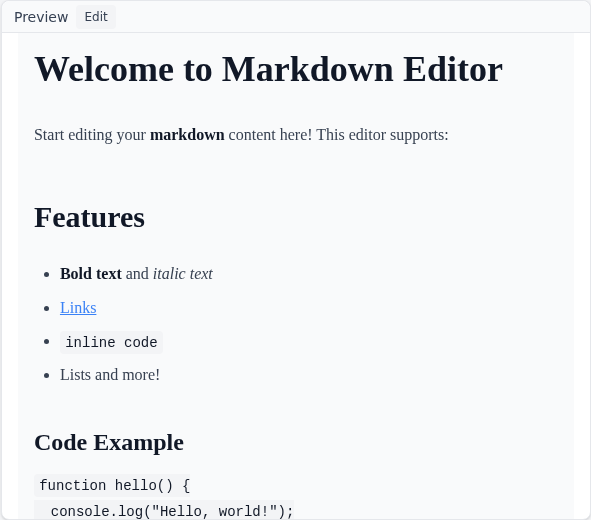 Preview Edit
Welcome to Markdown Editor
Start editing your markdown content here! This editor supports:
Features
Bold text and italic text
Links
inline code
Lists and more!
Code Example
function hello() {
  console.log("Hello, world!");